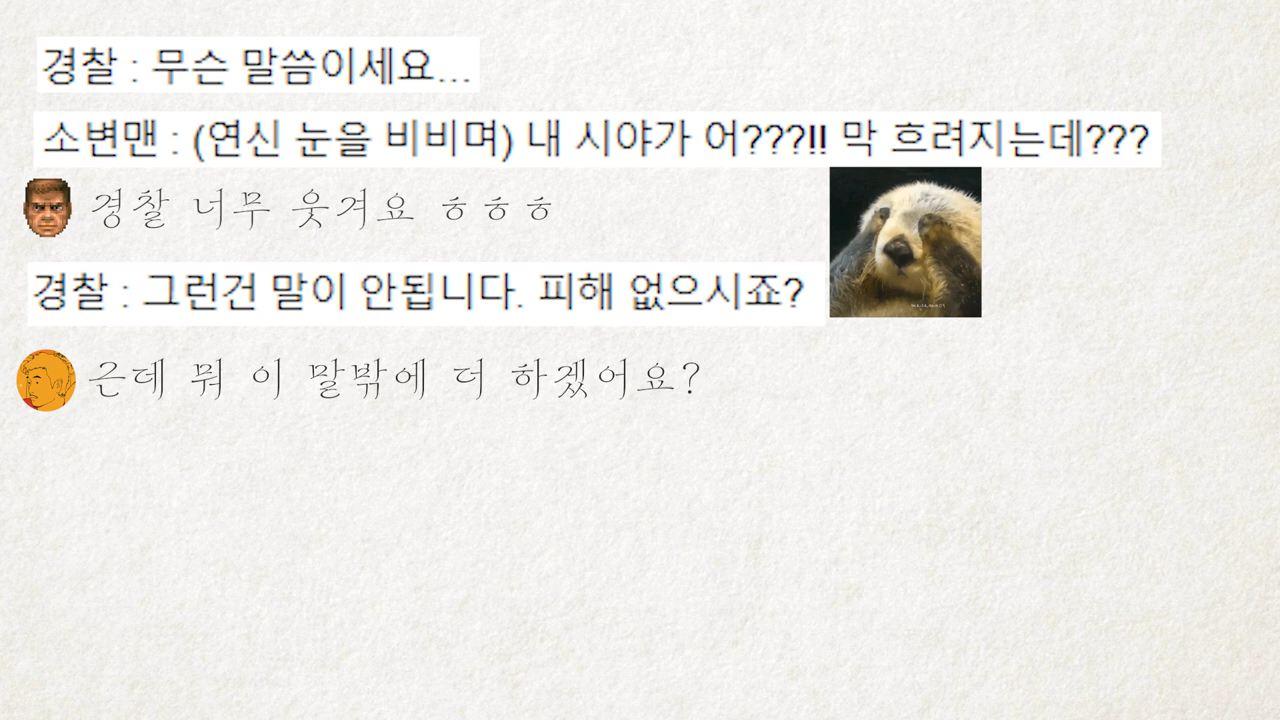 경찰 : 무슨 말씀이세요...
소변맨 : (연신 눈을 비비며) 내 시야가 어???!! 막 흐려지는데???
경찰 너무 웃겨요 ㅎㅎㅎ
경찰 : 그런건 말이 안됩니다. 피해 없으시죠?
근데 뭐 이 말밖에 더 하겠어요?